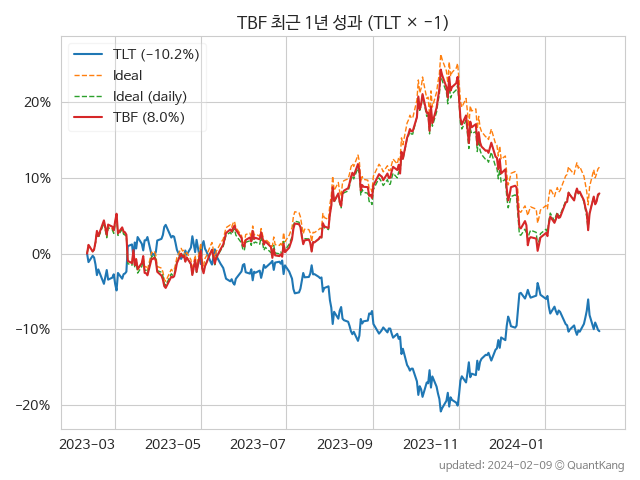 TBF 최근 1년 성과 (TLT × −1)
TLT (−10.2%)
Ideal
Ideal (daily)
TBF (8.0%)
20%
10%
0%
−10%
−20%
2023-03 2023-05 2023-07 2023-09 2023-11 2024-01
updated: 2024-02-09 © QuantKang